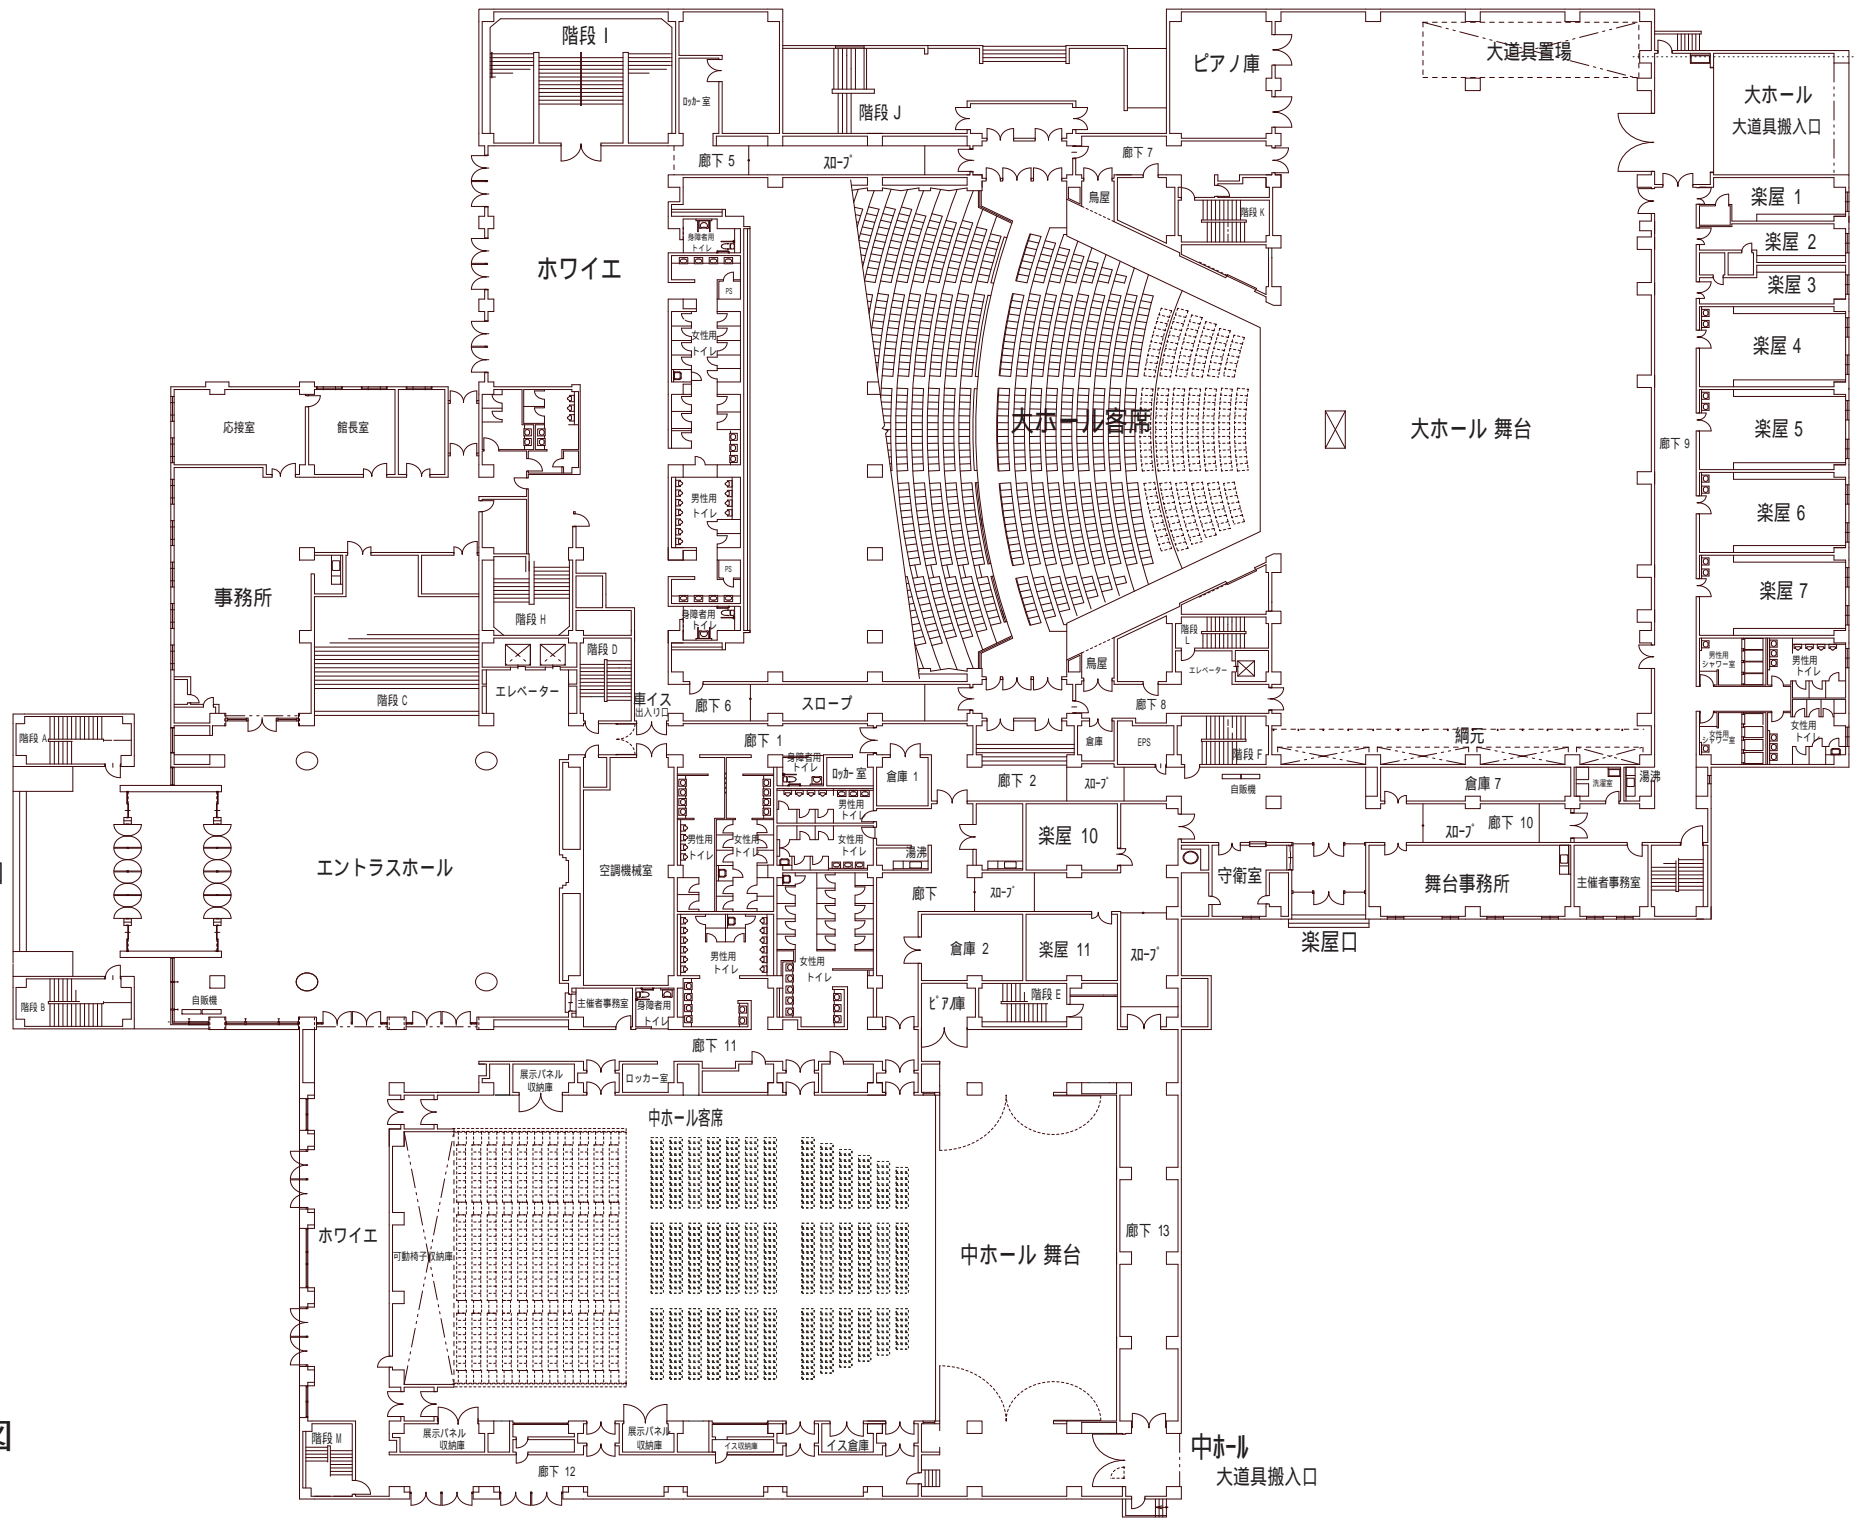 階段 I
ロッカー室
階段 J
ピアノ庫
大道具置場
大ホール
大道具搬入口
廊下 5
スロープ
廊下 7
鳥屋
階段 K
楽屋 1
楽屋 2
楽屋 3
楽屋 4
楽屋 5
楽屋 6
楽屋 7
ホワイエ
身障者用
トイレ
PS
女性用
トイレ
男性用
トイレ
PS
身障者用
トイレ
大ホール客席
大ホール 舞台
廊下 9
応接室
館長室
事務所
階段 H
階段 D
階段 C
エレベーター
車イス
出入り口
廊下 6
スロープ
鳥屋
階段
L
エレベーター
廊下 8
男性用
シャワー室
男性用
トイレ
女性用
シャワー室
女性用
トイレ
階段 A
廊下 1
身障者用
トイレ
ロッカー室
倉庫 1
倉庫
EPS
階段 F
綱元
廊下 2
スロープ
自販機
倉庫 7
洗濯室
湯沸
スロープ
廊下 10
エントラスホール
空調機械室
男性用
トイレ
女性用
トイレ
男性用
トイレ
女性用
トイレ
湯沸
楽屋 10
廊下
スロープ
守衛室
舞台事務所
主催者事務室
楽屋口
倉庫 2
楽屋 11
スロープ
男性用
トイレ
女性用
トイレ
階段 B
自販機
主催者事務室
身障者用
トイレ
ピアノ庫
階段 E
廊下 11
展示パネル
収納庫
ロッカー室
中ホール客席
ホワイエ
可動椅子収納庫
中ホール 舞台
廊下 13
階段 M
展示パネル
収納庫
展示パネル
収納庫
イス収納庫
イス倉庫
廊下 12
中ホール
大道具搬入口